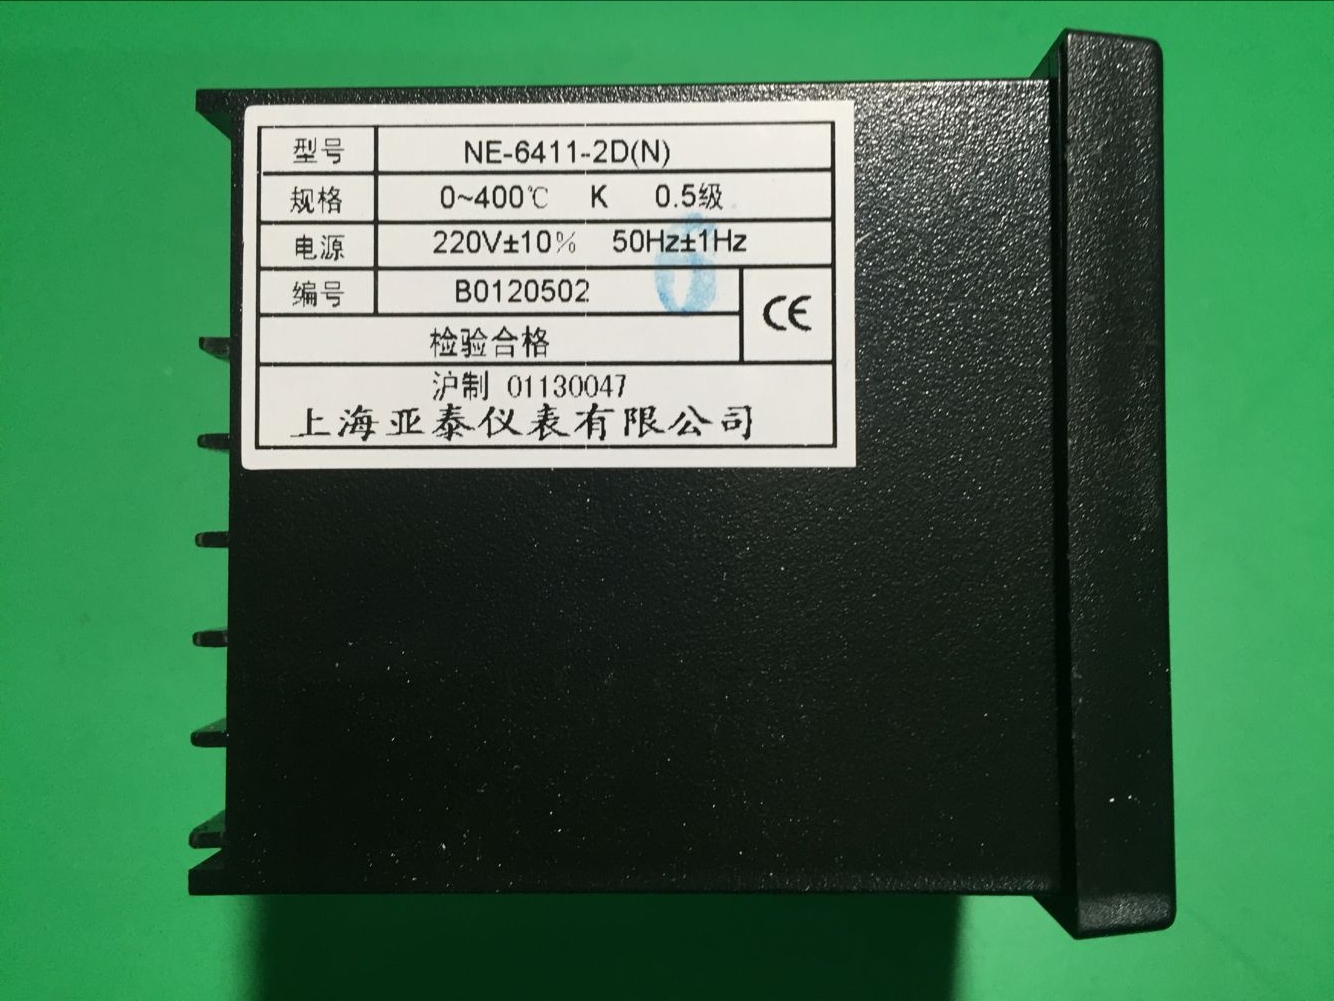 型号 NE-6411-2D(N)
规格 0~400℃ K 0.5级
电源 220V±10% 50Hz±1Hz
编号 B0120502
CE
检验合格
沪制 01130047
上海亚泰仪表有限公司